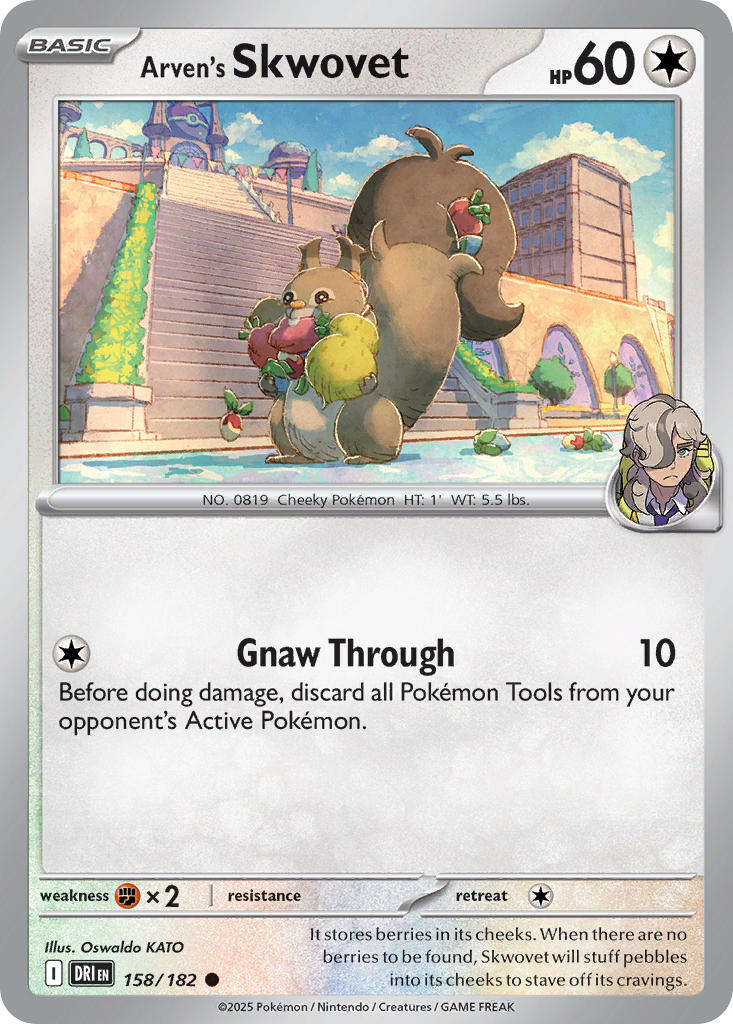 BASIC
Arven's Skwovet
HP 60
NO. 0819 Cheeky Pokémon HT: 1' WT: 5.5 lbs.
Gnaw Through 10
Before doing damage, discard all Pokémon Tools from your
opponent's Active Pokémon.
weakness ×2 resistance retreat
Illus. Oswaldo KATO
It stores berries in its cheeks. When there are no
berries to be found, Skwovet will stuff pebbles
into its cheeks to stave off its cravings.
I DRI EN 158/182
©2025 Pokémon / Nintendo / Creatures / GAME FREAK